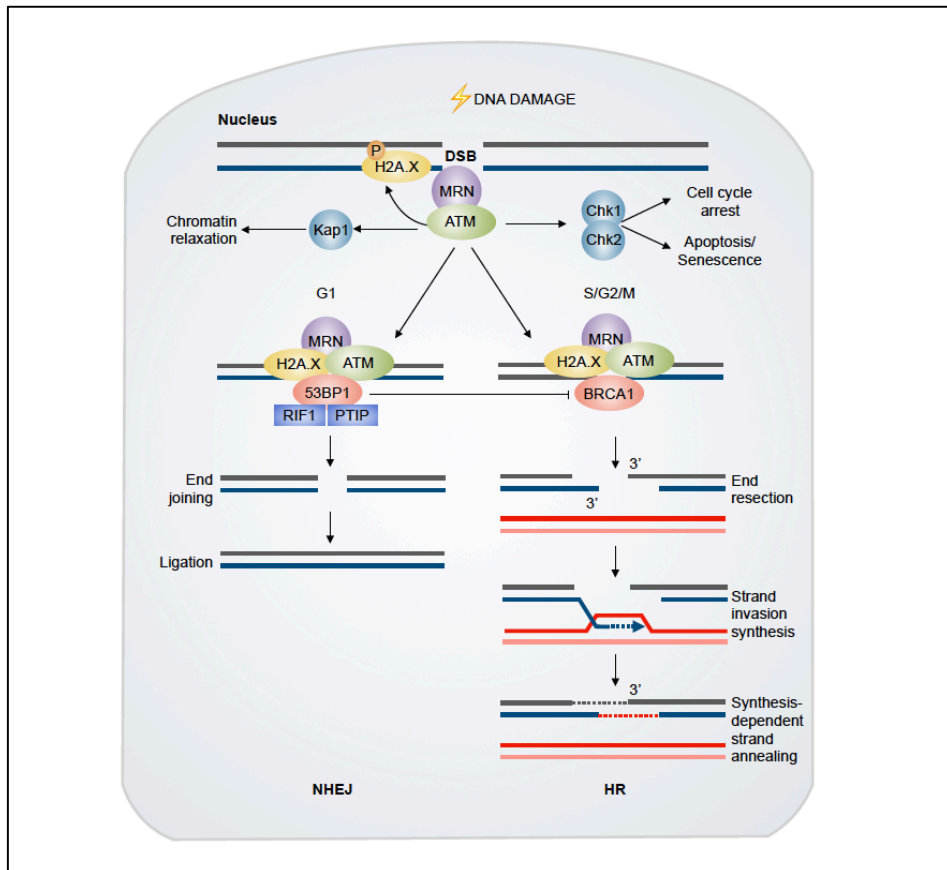 DNA DAMAGE
Nucleus
P
H2A.X
DSB
MRN
ATM
Chromatin
relaxation
Kap1
Chk1
Chk2
Cell cycle
arrest
Apoptosis/
Senescence
G1
S/G2/M
MRN
H2A.X
ATM
53BP1
RIF1
PTIP
MRN
H2A.X
ATM
BRCA1
End
joining
3’
3’
End
resection
Ligation
Strand
invasion
synthesis
3’
Synthesis-
dependent
strand
annealing
NHEJ
HR